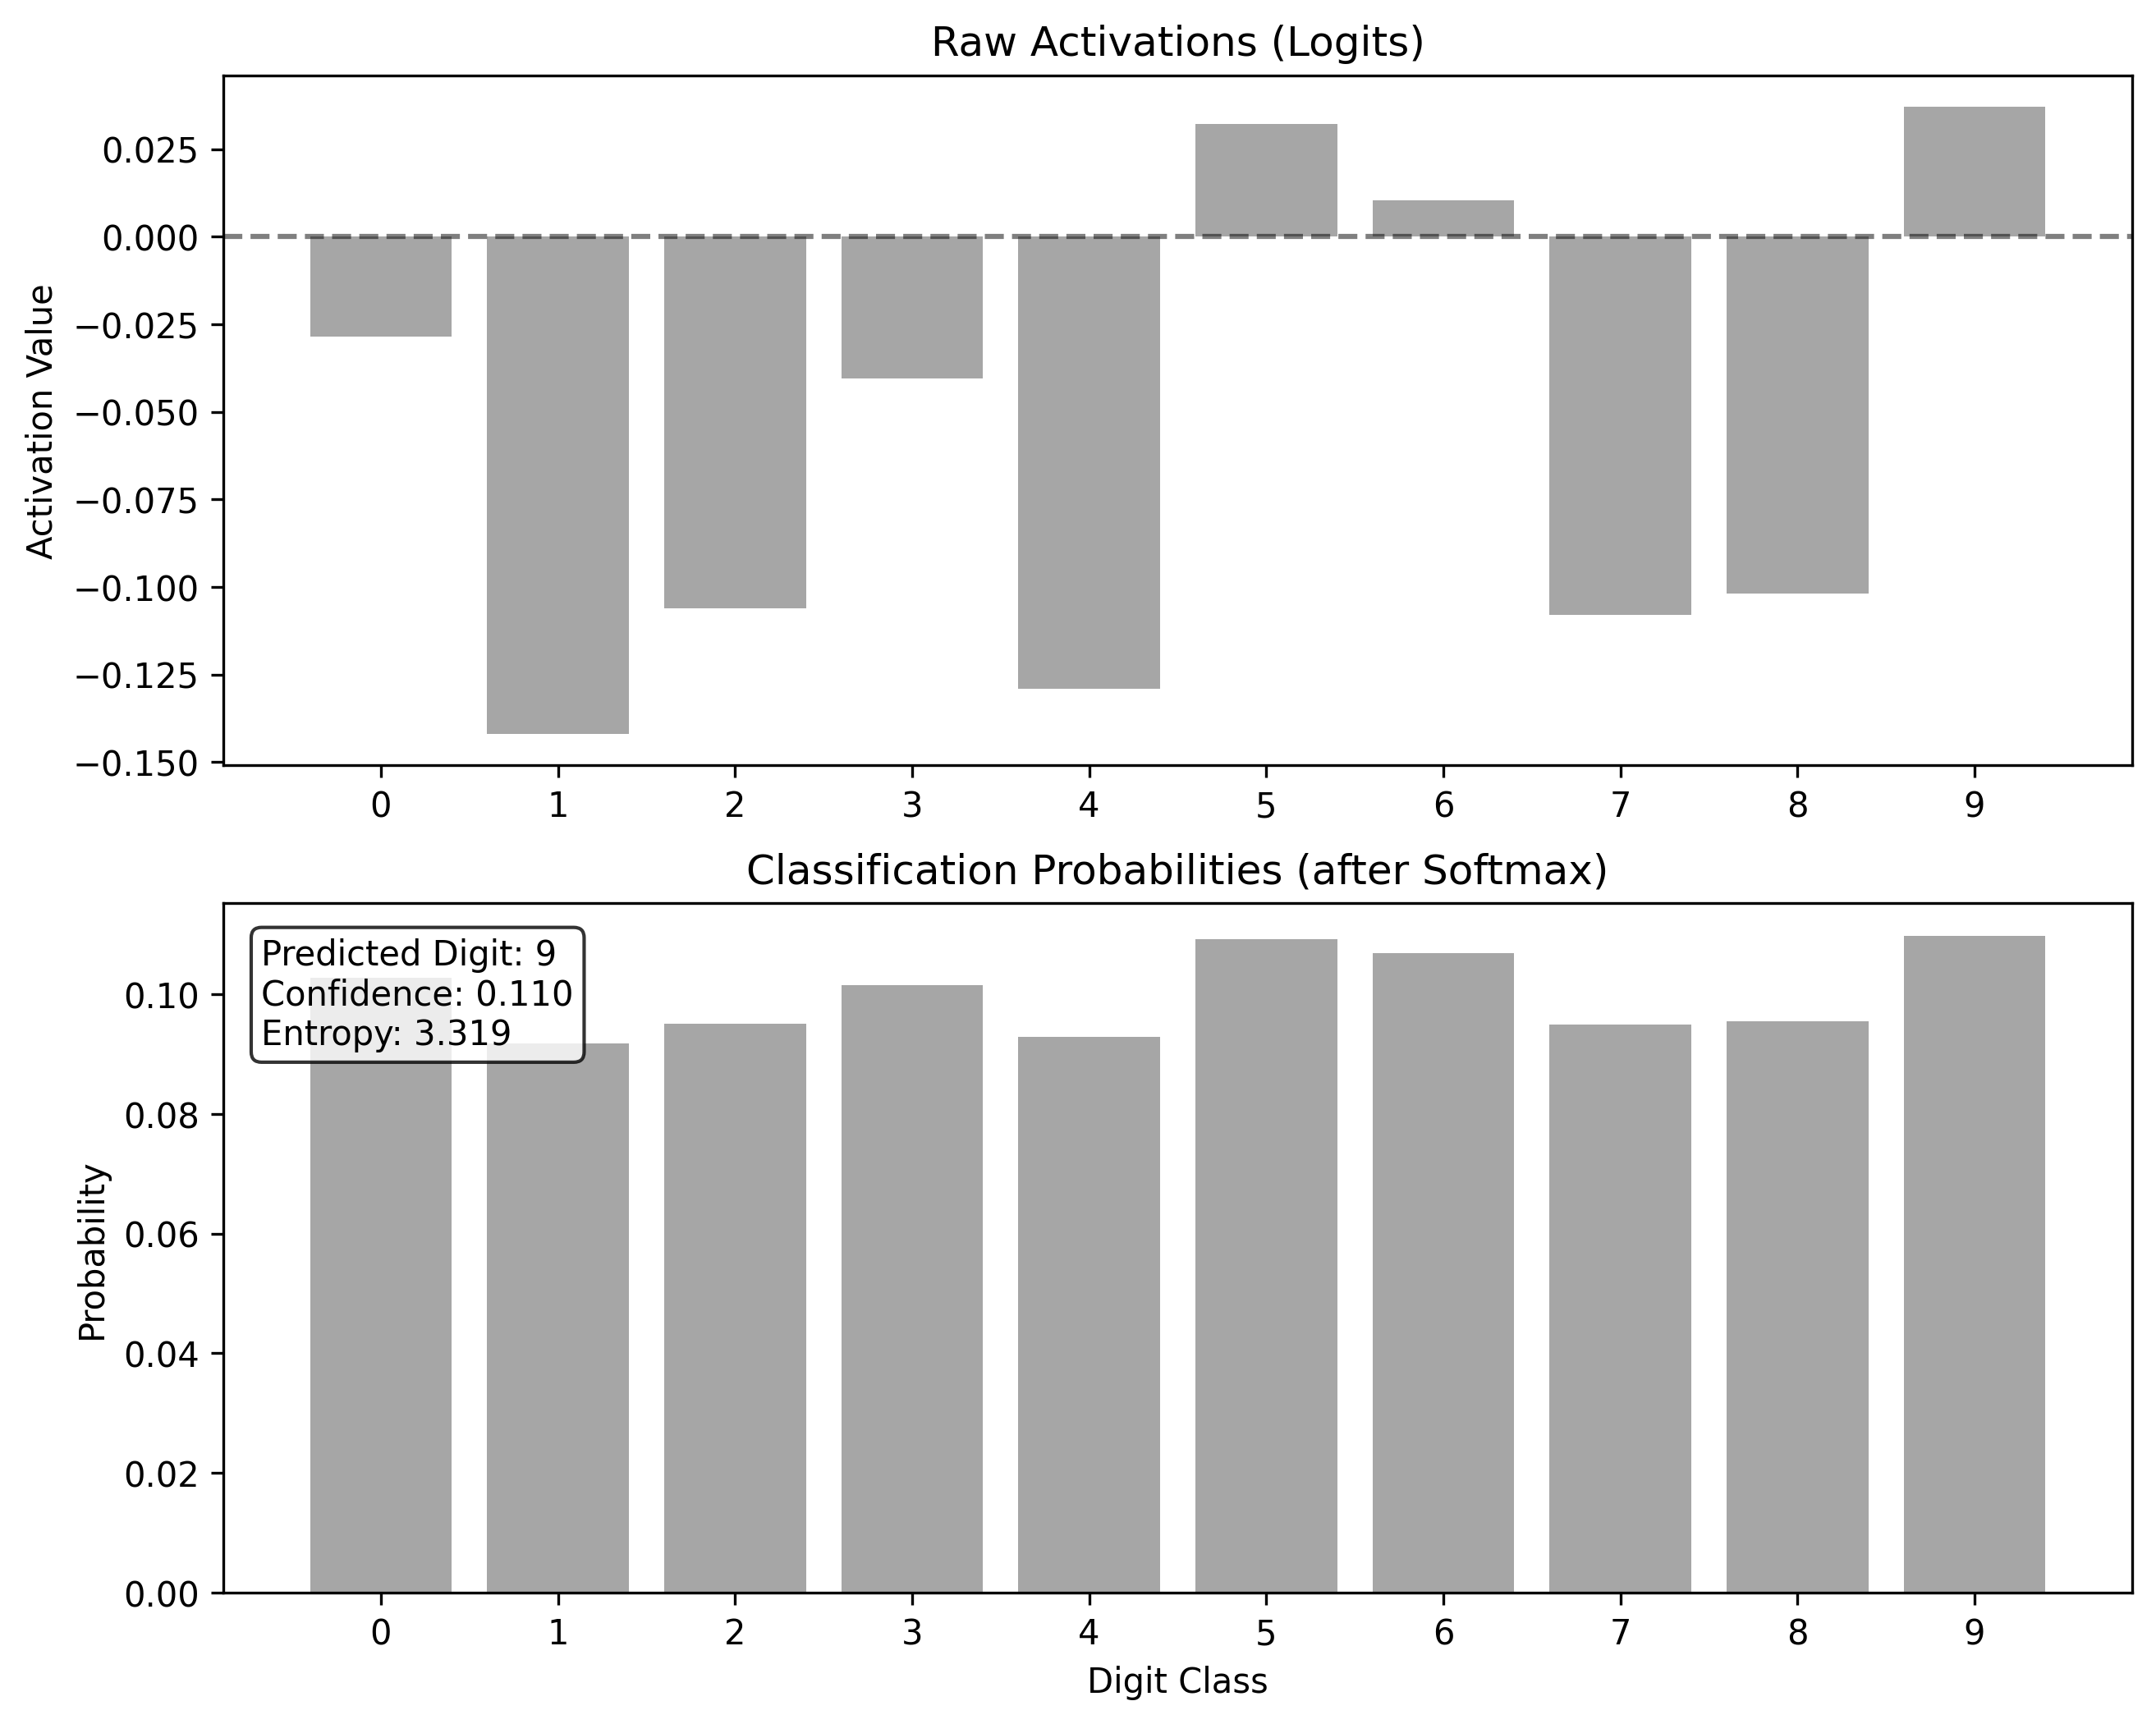 Raw Activations (Logits)
Activation Value
0.025
0.000
−0.025
−0.050
−0.075
−0.100
−0.125
−0.150
0 1 2 3 4 5 6 7 8 9
Classification Probabilities (after Softmax)
Predicted Digit: 9
Confidence: 0.110
Entropy: 3.319
Probability
0.10
0.08
0.06
0.04
0.02
0.00
0 1 2 3 4 5 6 7 8 9
Digit Class